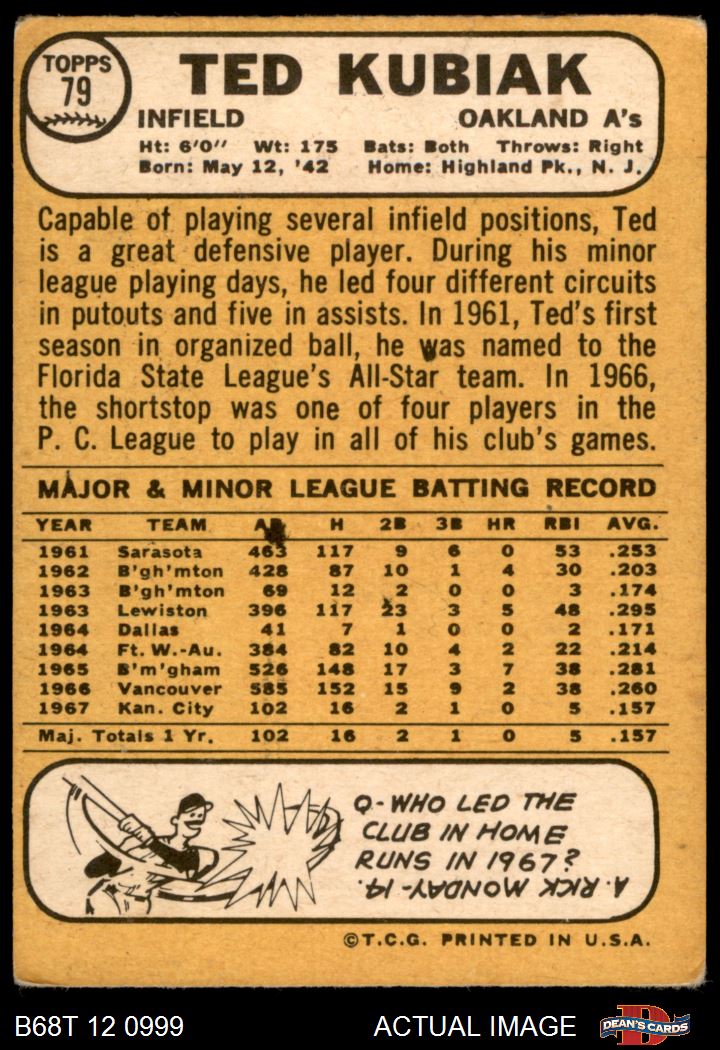 TOPPS
79
TED KUBIAK
INFIELD OAKLAND A's
Ht: 6'0" Wt: 175 Bats: Both Throws: Right
Born: May 12, '42 Home: Highland Pk., N. J.
Capable of playing several infield positions, Ted
is a great defensive player. During his minor
league playing days, he led four different circuits
in putouts and five in assists. In 1961, Ted's first
season in organized ball, he was named to the
Florida State League's All-Star team. In 1966,
the shortstop was one of four players in the
P. C. League to play in all of his club's games.
MAJOR & MINOR LEAGUE BATTING RECORD
YEAR TEAM AB H 2B 3B HR RBI AVG.
1961 Sarasota 463 117 9 6 0 53 .253
1962 B'gh'mton 428 87 10 1 4 30 .203
1963 B'gh'mton 69 12 2 0 0 3 .174
1963 Lewiston 396 117 23 3 5 48 .295
1964 Dallas 41 7 1 0 0 2 .171
1964 Ft. W.-Au. 384 82 10 4 2 22 .214
1965 B'm'gham 526 148 17 3 7 38 .281
1966 Vancouver 585 152 15 9 2 38 .260
1967 Kan. City 102 16 2 1 0 5 .157
Maj. Totals 1 Yr. 102 16 2 1 0 5 .157
Q-WHO LED THE
CLUB IN HOME
RUNS IN 1967?
A. RICK MONDAY-14.
©T.C.G. PRINTED IN U.S.A.
B68T 12 0999 ACTUAL IMAGE D DEAN'S CARDS